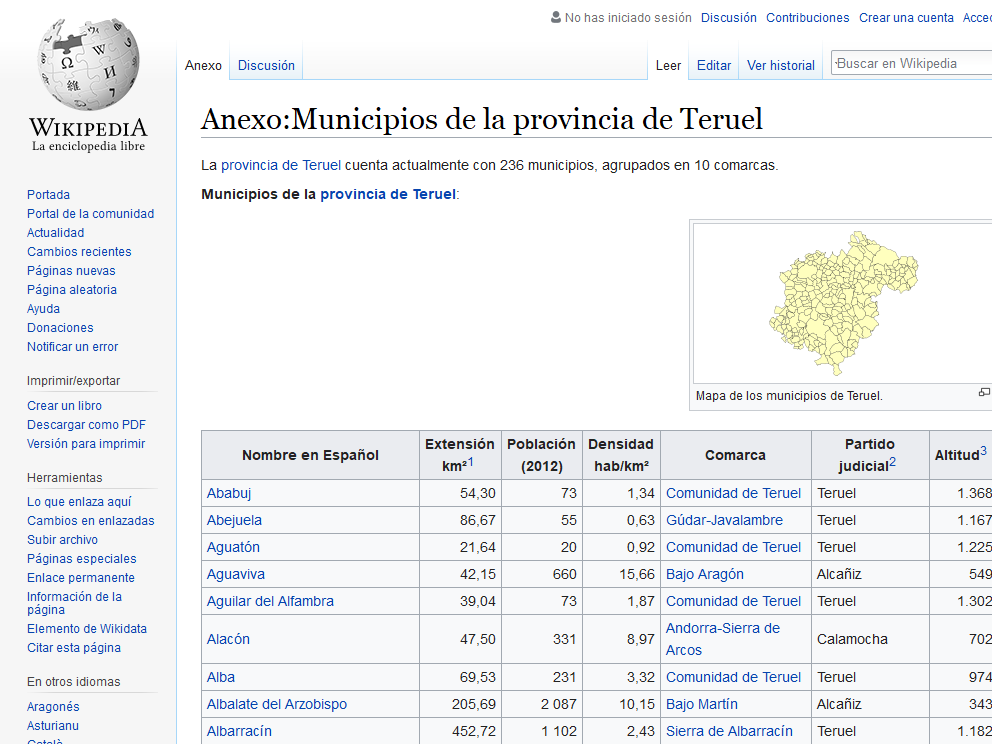 No has iniciado sesión Discusión Contribuciones Crear una cuenta
Anexo Discusión Leer Editar Ver historial Buscar en Wikipedia
WIKIPEDIA
La enciclopedia libre
Portada
Portal de la comunidad
Actualidad
Cambios recientes
Páginas nuevas
Página aleatoria
Ayuda
Donaciones
Notificar un error
Imprimir/exportar
Crear un libro
Descargar como PDF
Versión para imprimir
Herramientas
Lo que enlaza aquí
Cambios en enlazadas
Subir archivo
Páginas especiales
Enlace permanente
Información de la
página
Elemento de Wikidata
Citar esta página
En otros idiomas
Aragonés
Asturianu
Català
Anexo:Municipios de la provincia de Teruel
La provincia de Teruel cuenta actualmente con 236 municipios, agrupados en 10 comarcas.
Municipios de la provincia de Teruel:
Mapa de los municipios de Teruel.
Nombre en Español Extensión km²1 Población (2012) Densidad hab/km² Comarca Partido judicial2 Altitud3
Ababuj 54,30 73 1,34 Comunidad de Teruel Teruel 1.368
Abejuela 86,67 55 0,63 Gúdar-Javalambre Teruel 1.167
Aguatón 21,64 20 0,92 Comunidad de Teruel Teruel 1.225
Aguaviva 42,15 660 15,66 Bajo Aragón Alcañiz 549
Aguilar del Alfambra 39,04 73 1,87 Comunidad de Teruel Teruel 1.302
Alacón 47,50 331 8,97 Andorra-Sierra de Arcos Calamocha 702
Alba 69,53 231 3,32 Comunidad de Teruel Teruel 974
Albalate del Arzobispo 205,69 2 087 10,15 Bajo Martín Alcañiz 343
Albarracín 452,72 1 102 2,43 Sierra de Albarracín Teruel 1.182